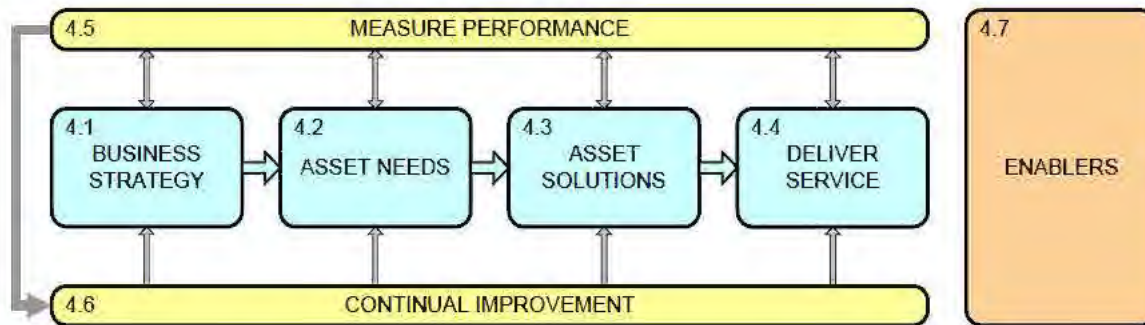 4.5 MEASURE PERFORMANCE
4.7
4.1
BUSINESS
STRATEGY
4.2
ASSET NEEDS
4.3
ASSET
SOLUTIONS
4.4
DELIVER
SERVICE
ENABLERS
4.6 CONTINUAL IMPROVEMENT